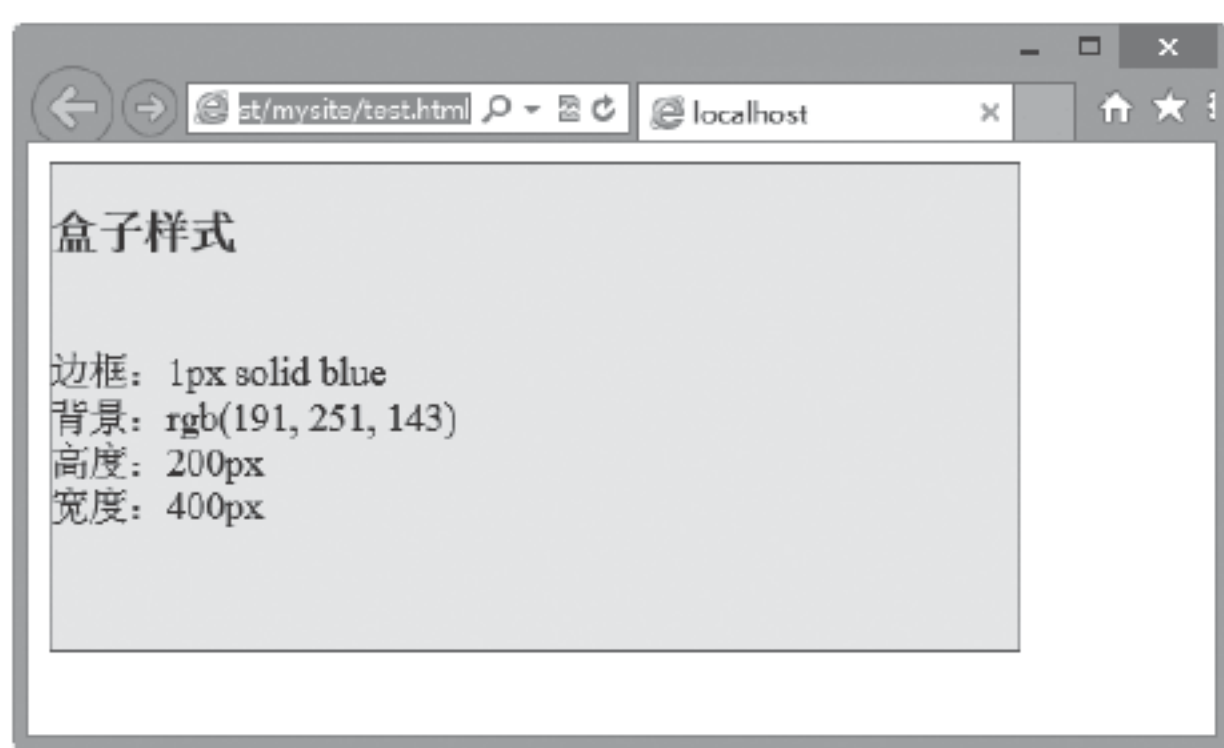 st/mysite/test.html
localhost
盒子样式
边框：1px solid blue
背景：rgb(191, 251, 143)
高度：200px
宽度：400px